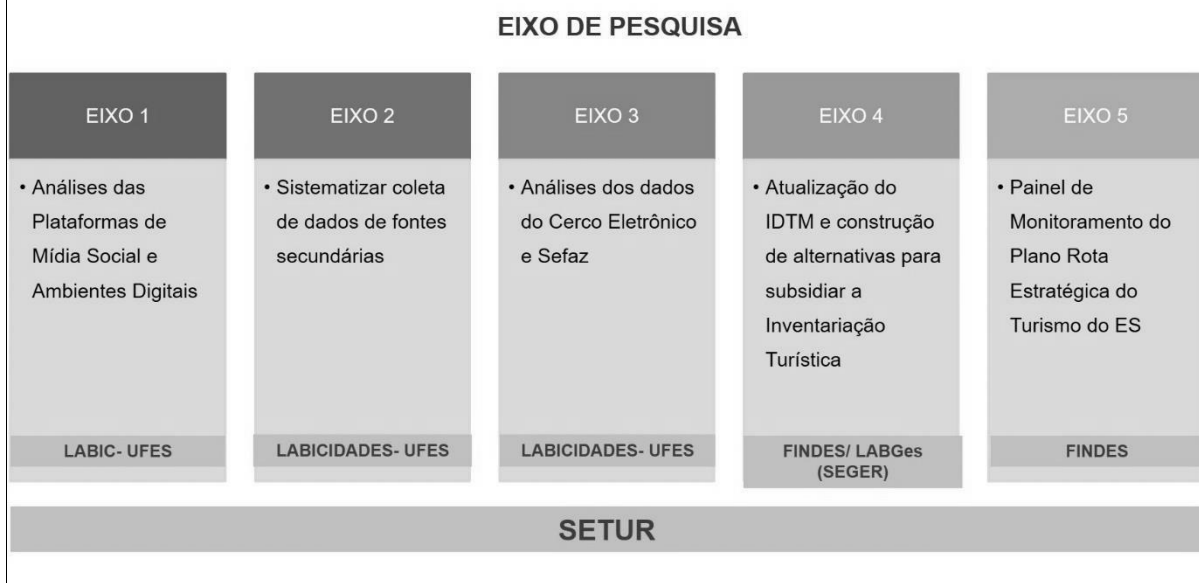 EIXO DE PESQUISA
EIXO 1
• Análises das
Plataformas de
Mídia Social e
Ambientes Digitais
LABIC- UFES
EIXO 2
• Sistematizar coleta
de dados de fontes
secundárias
LABICIDADES- UFES
EIXO 3
• Análises dos dados
do Cerco Eletrônico
e Sefaz
LABICIDADES- UFES
EIXO 4
• Atualização do
IDTM e construção
de alternativas para
subsidiar a
Inventariação
Turística
FINDES/ LABGes
(SEGER)
EIXO 5
• Painel de
Monitoramento do
Plano Rota
Estratégica do
Turismo do ES
FINDES
SETUR